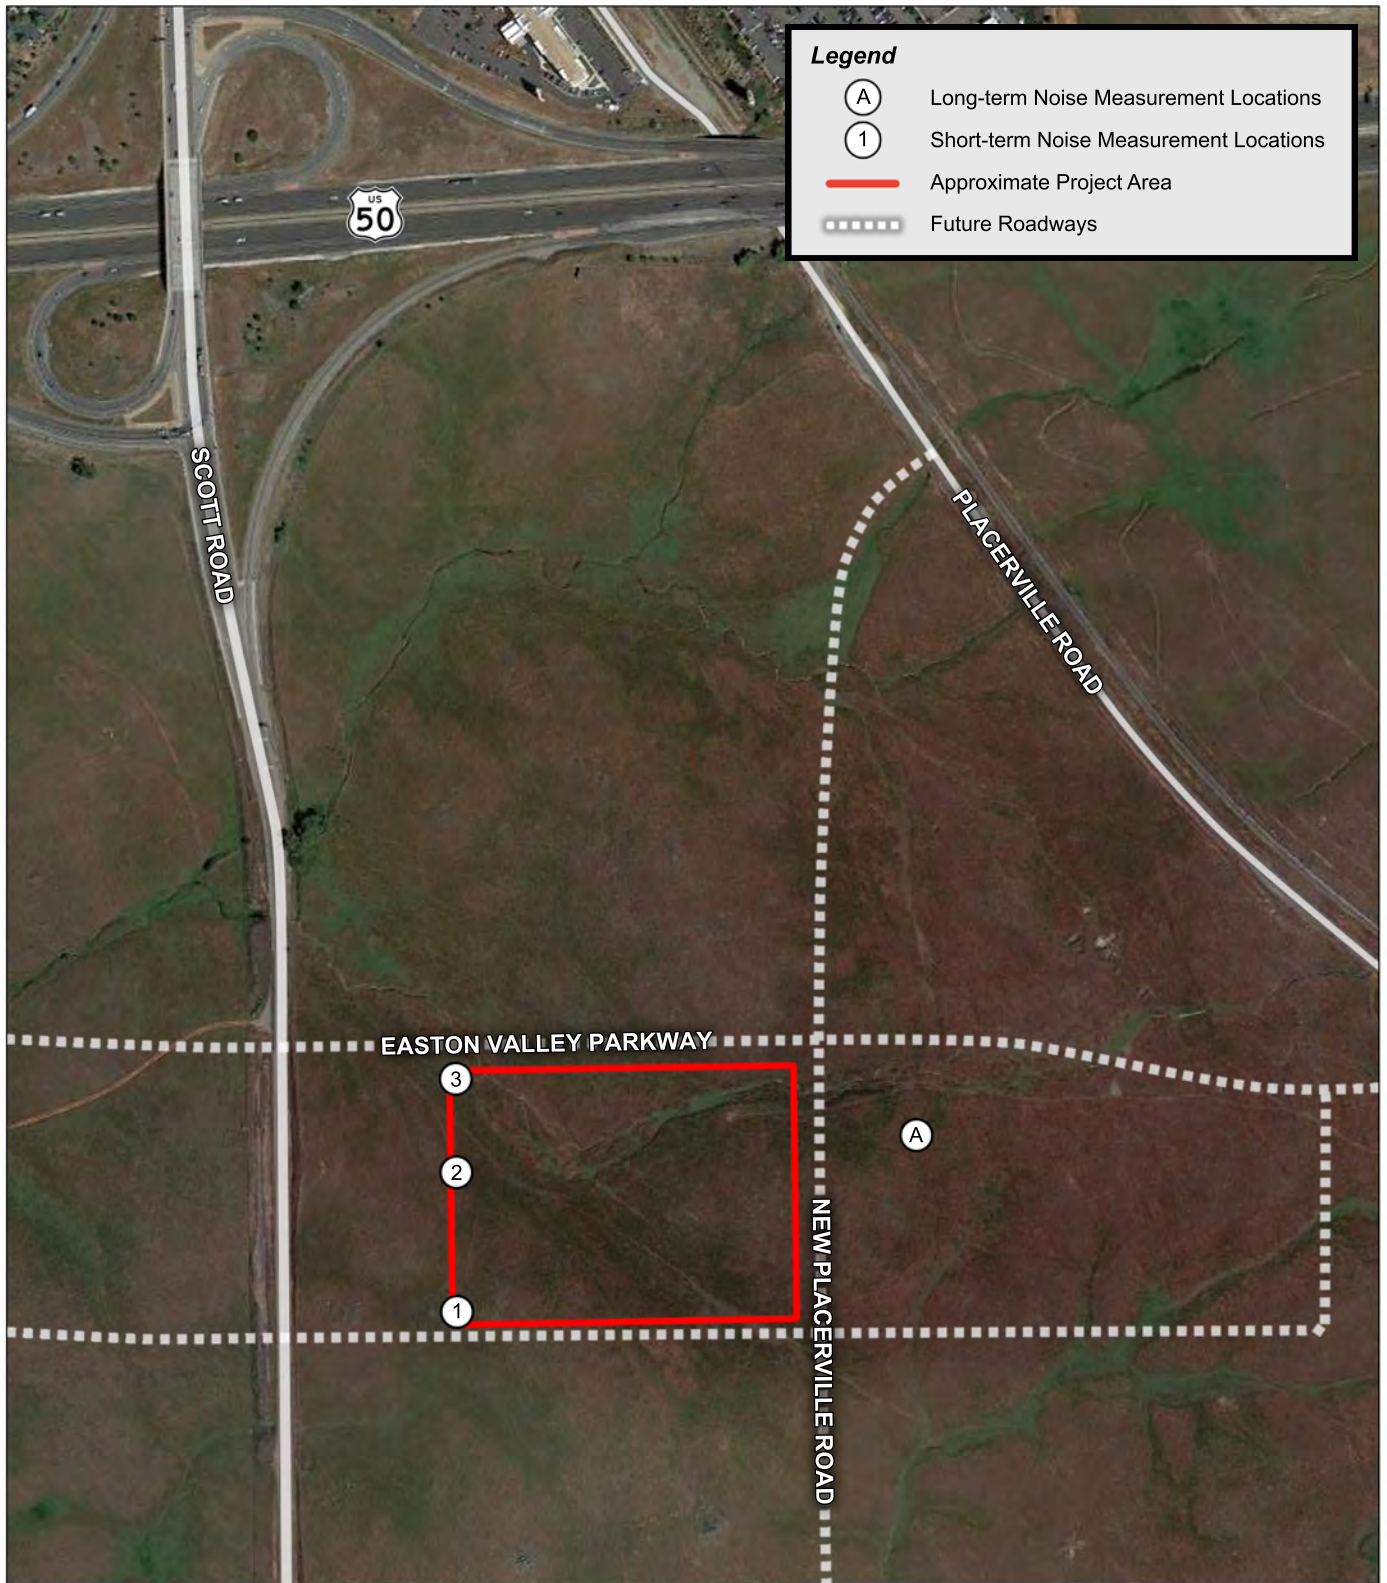 Legend
A Long-term Noise Measurement Locations
1 Short-term Noise Measurement Locations
Approximate Project Area
Future Roadways
US
50
SCOTT ROAD
PLACERVILLE ROAD
EASTON VALLEY PARKWAY
3
A
2
NEW PLACERVILLE ROAD
1